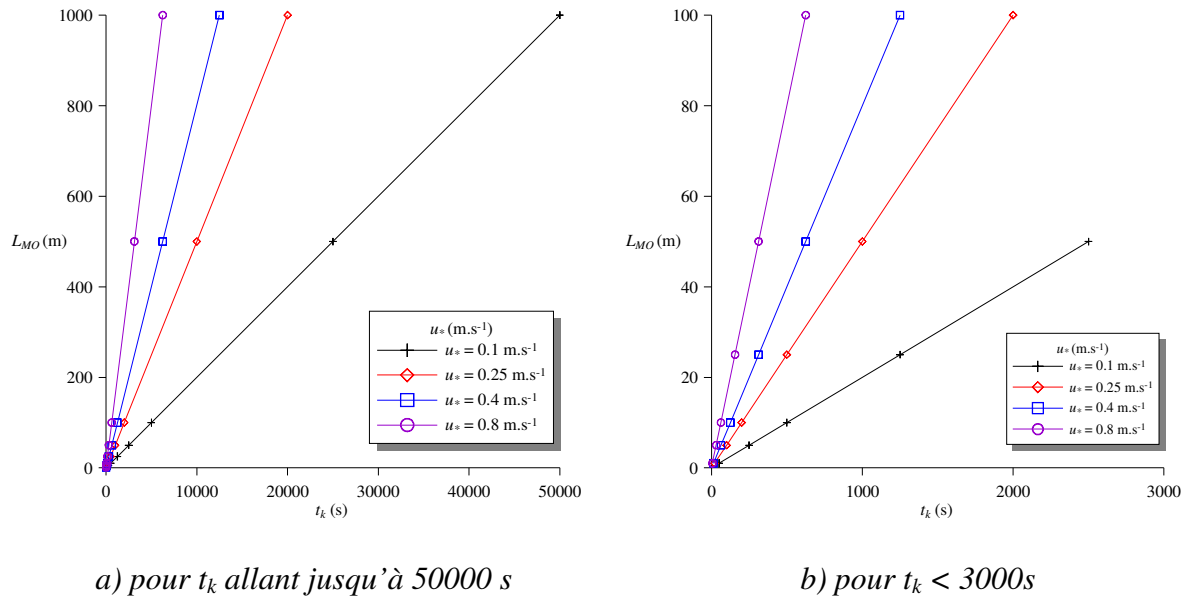 1000
800
600
L_MO (m)
400
200
0
0 10000 20000 30000 40000 50000
t_k (s)
u* (m.s-1)
u* = 0.1 m.s-1
u* = 0.25 m.s-1
u* = 0.4 m.s-1
u* = 0.8 m.s-1
a) pour t_k allant jusqu'à 50000 s
100
80
60
L_MO (m)
40
20
0
0 1000 2000 3000
t_k (s)
u* (m.s-1)
u* = 0.1 m.s-1
u* = 0.25 m.s-1
u* = 0.4 m.s-1
u* = 0.8 m.s-1
b) pour t_k < 3000s